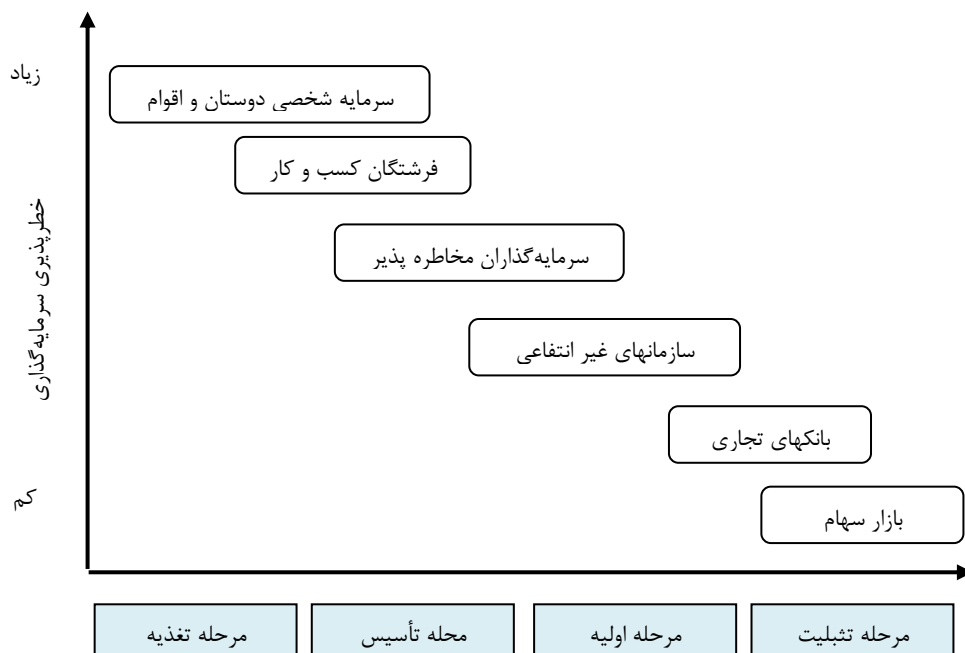 زیاد
سرمایه شخصی دوستان و اقوام
فرشتگان کسب و کار
خطرپذیری سرمایه‌گذاری
سرمایه‌گذاران مخاطره پذیر
سازمانهای غیر انتفاعی
بانکهای تجاری
کم
بازار سهام
مرحله تغذیه
محله تأسیس
مرحله اولیه
مرحله تثبلیت